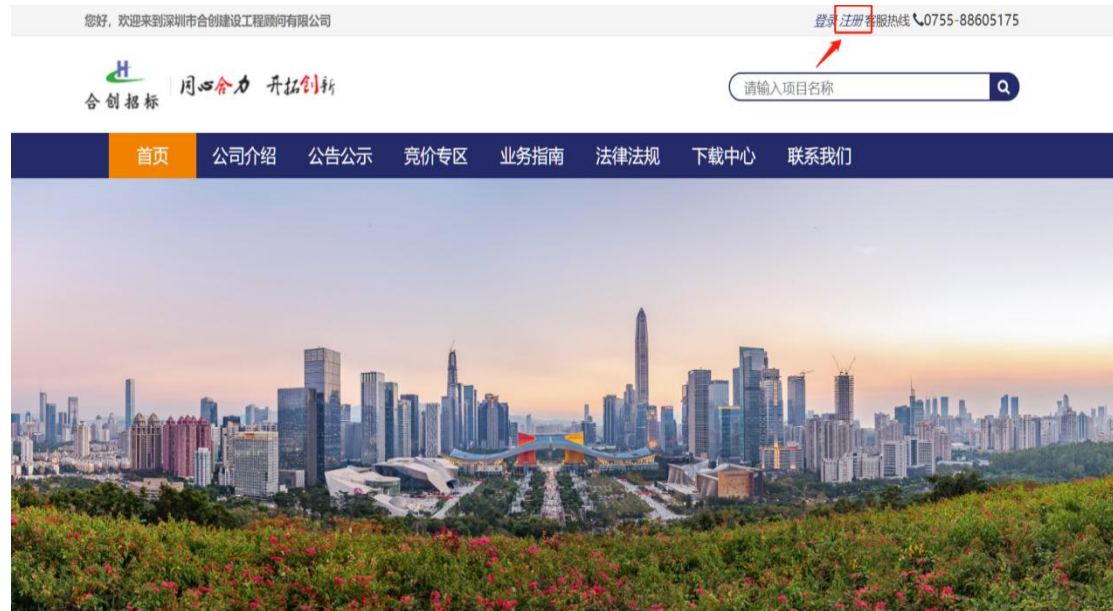 您好，欢迎来到深圳市合创建设工程顾问有限公司
登录 注册 客服热线 0755-88605175
H
合创招标
同心合力 开拓创新
请输入项目名称
首页 公司介绍 公告公示 竞价专区 业务指南 法律法规 下载中心 联系我们